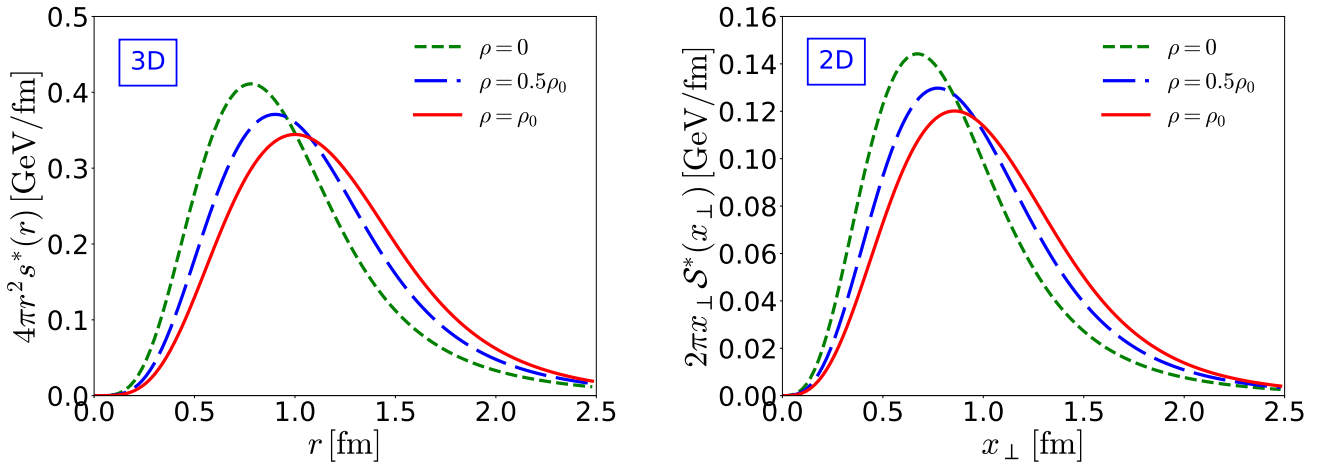 3D
ρ = 0
ρ = 0.5ρ₀
ρ = ρ₀
4πr²s*(r) [GeV/fm]
0.5
0.4
0.3
0.2
0.1
0.0
0.0 0.5 1.0 1.5 2.0 2.5
r [fm]
2D
ρ = 0
ρ = 0.5ρ₀
ρ = ρ₀
2πx⊥𝒮*(x⊥) [GeV/fm]
0.16
0.14
0.12
0.10
0.08
0.06
0.04
0.02
0.00
0.0 0.5 1.0 1.5 2.0 2.5
x⊥ [fm]